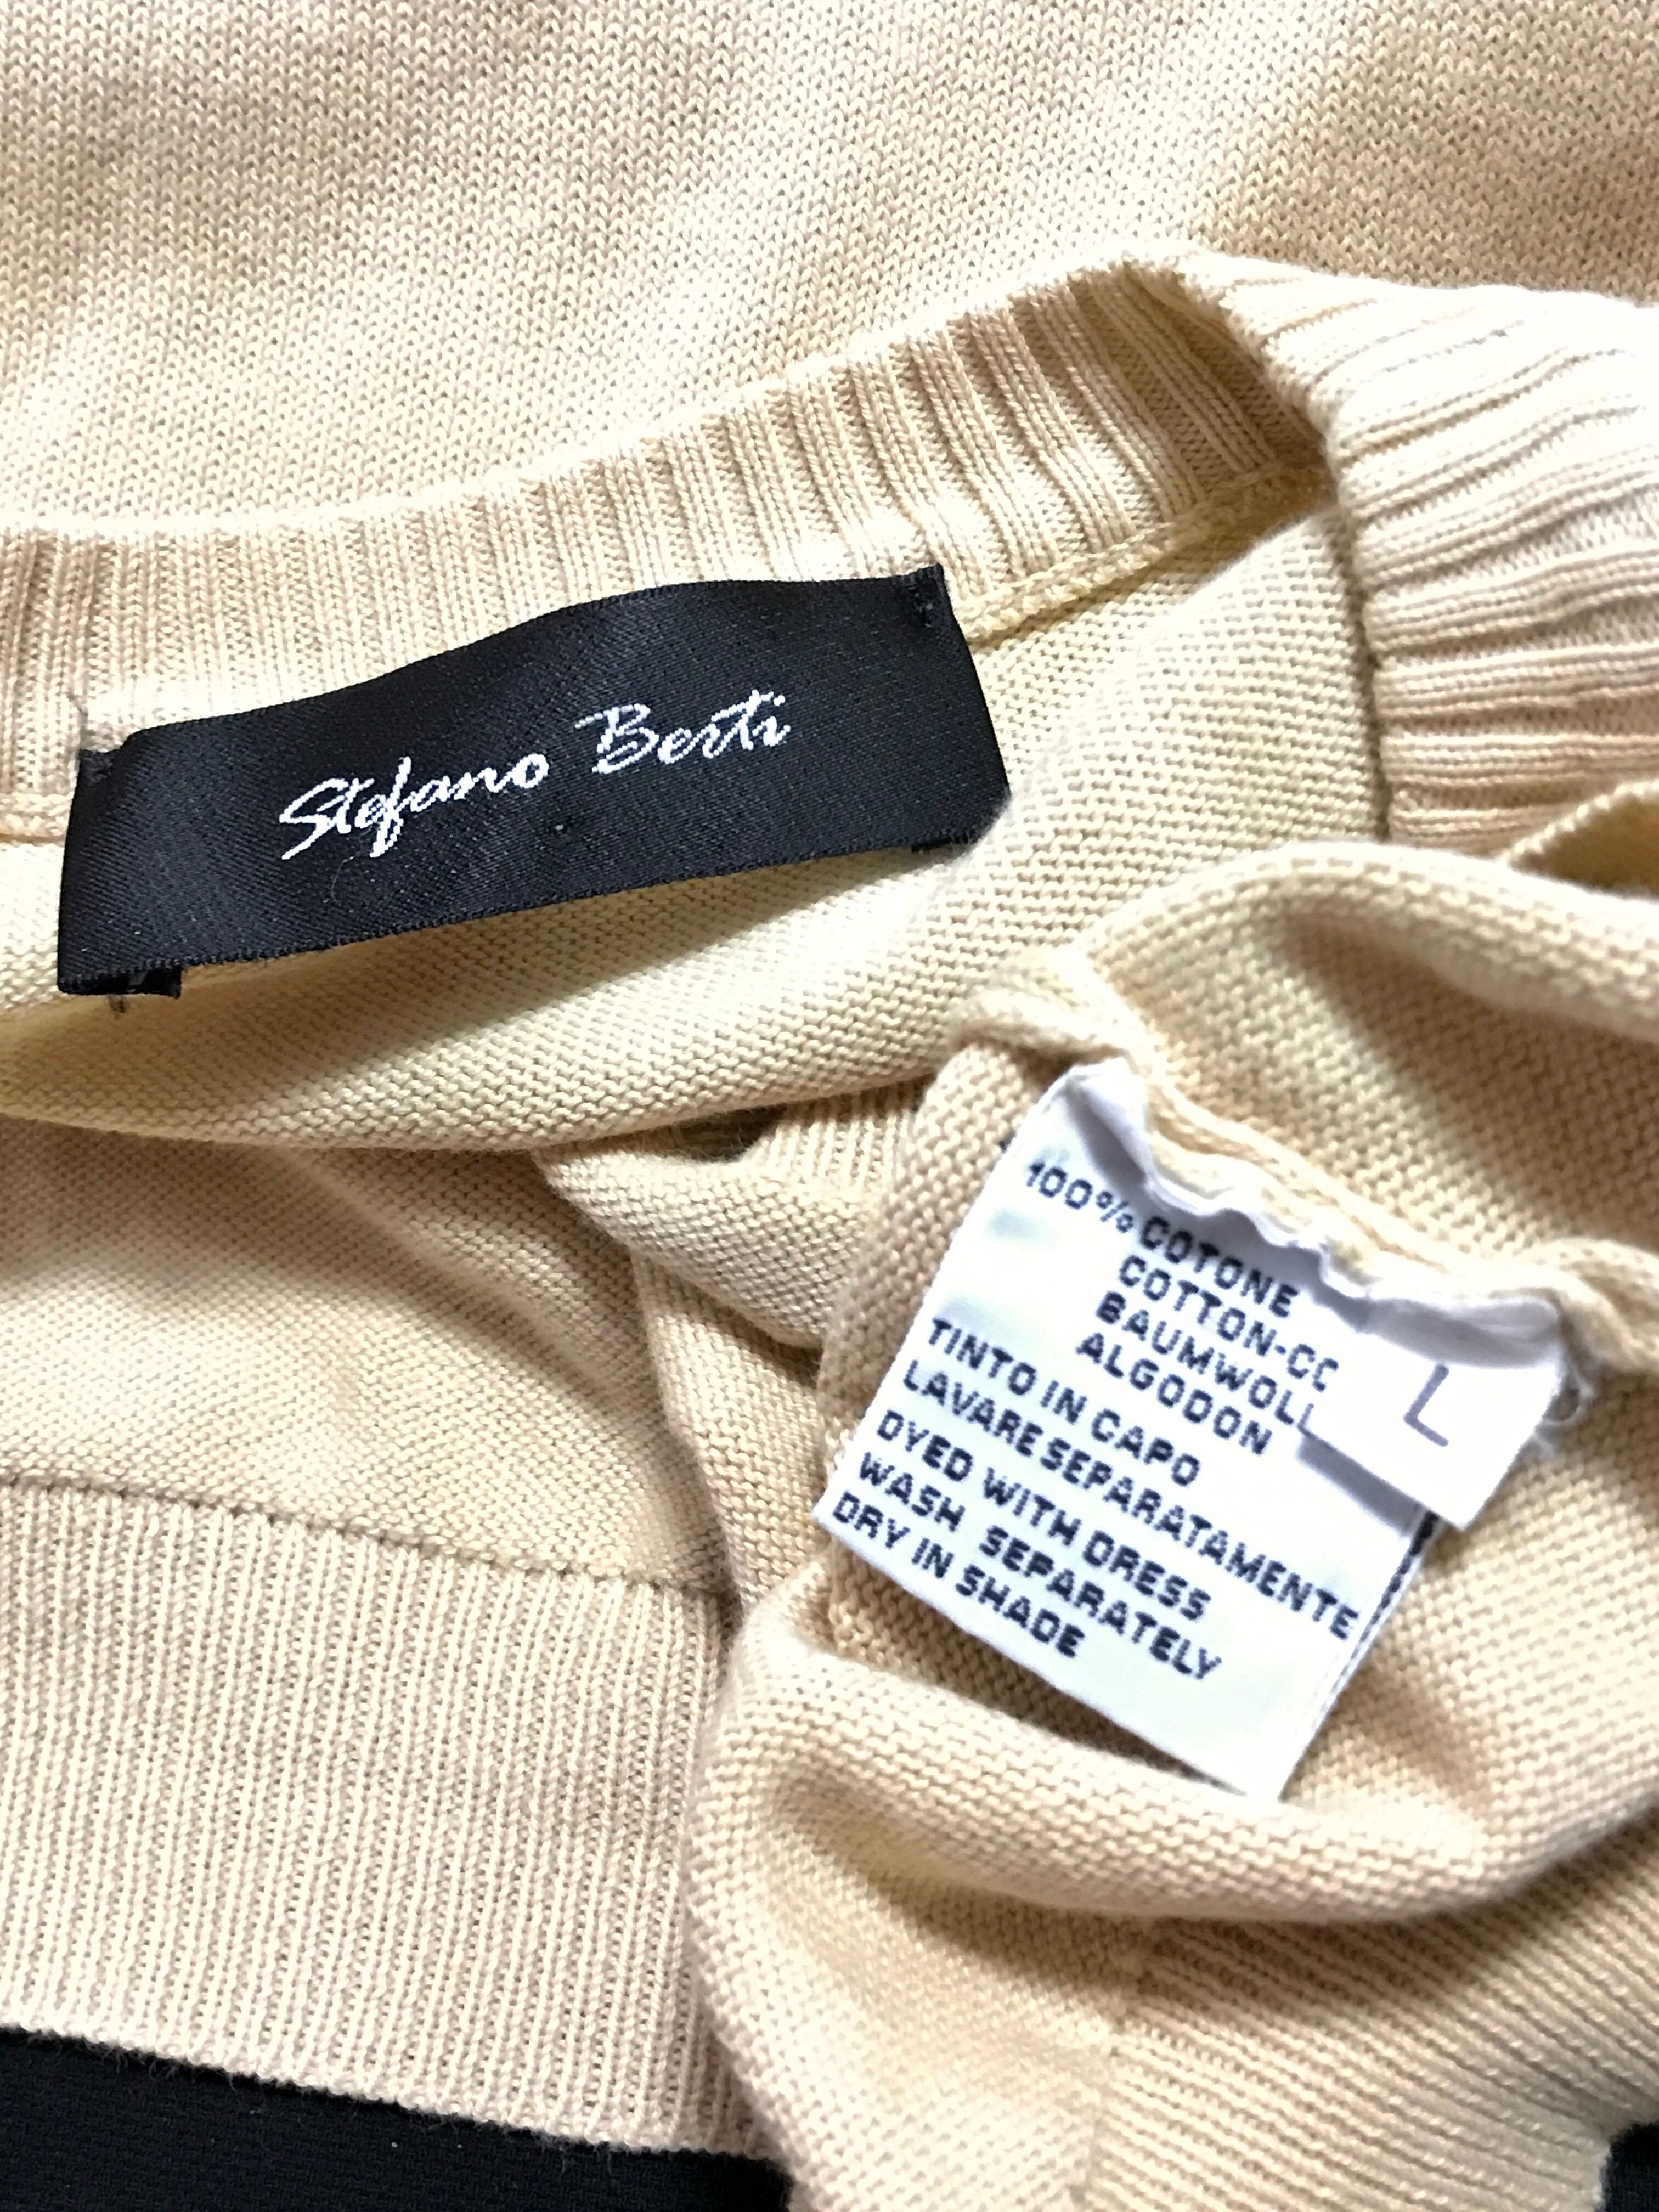 Stefano Berti
100% COTONE
COTTON-CC
BAUMWOLL
ALGODON
L
TINTO IN CAPO
LAVARE SEPARATAMENTE
DYED WITH DRESS
WASH SEPARATELY
DRY IN SHADE